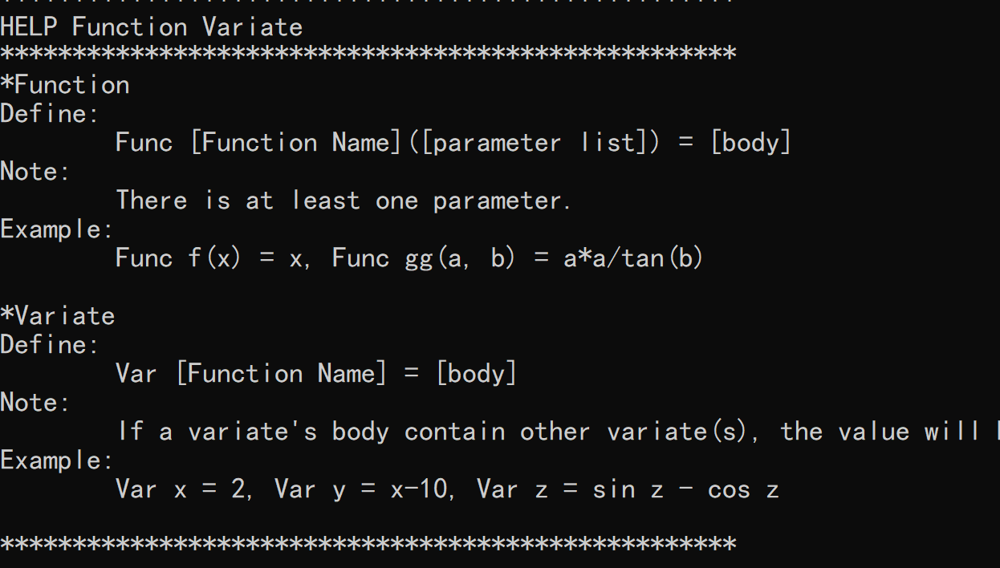 HELP Function Variate
***************************************************
*Function
Define:
Func [Function Name]([parameter list]) = [body]
Note:
There is at least one parameter.
Example:
Func f(x) = x, Func gg(a, b) = a*a/tan(b)
*Variate
Define:
Var [Function Name] = [body]
Note:
If a variate's body contain other variate(s), the value will
Example:
Var x = 2, Var y = x-10, Var z = sin z - cos z
***************************************************